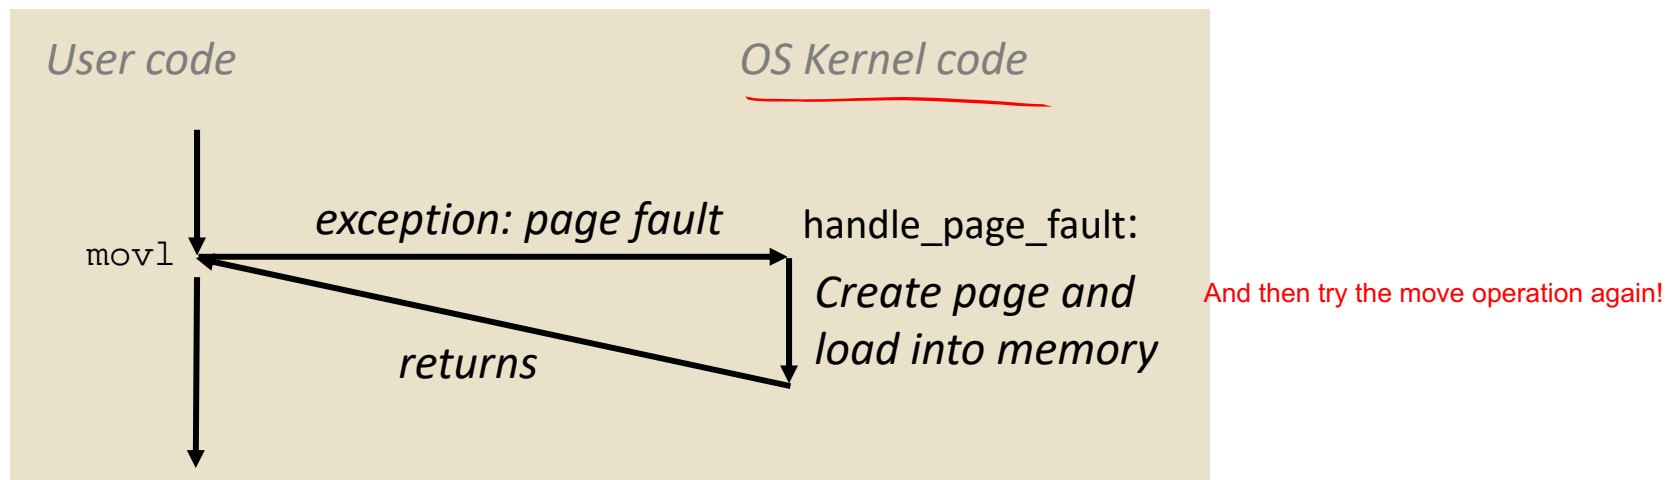 User code
OS Kernel code
exception: page fault
handle_page_fault:
movl
Create page and
load into memory
And then try the move operation again!
returns